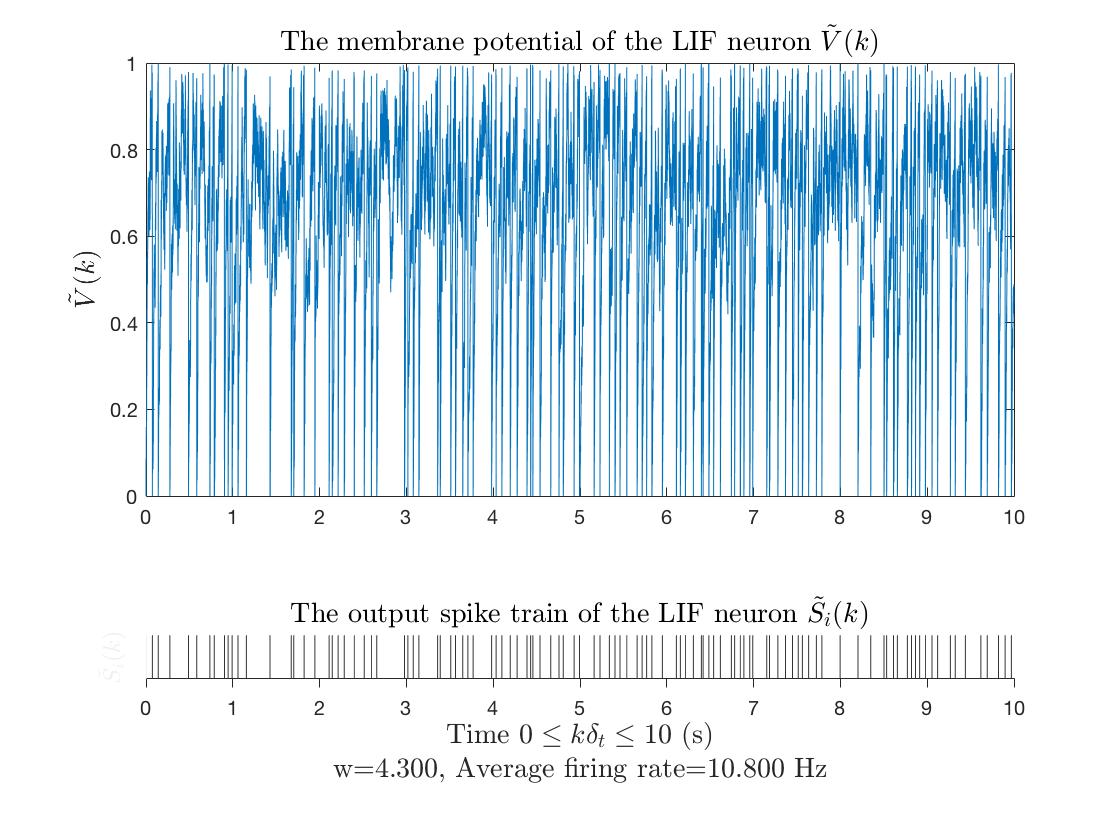 The membrane potential of the LIF neuron Ṽ(k)
1
0.8
0.6
0.4
0.2
0
Ṽ(k)
0 1 2 3 4 5 6 7 8 9 10
The output spike train of the LIF neuron S̃ᵢ(k)
S̃ᵢ(k)
0 1 2 3 4 5 6 7 8 9 10
Time 0 ≤ kδₜ ≤ 10 (s)
w=4.300, Average firing rate=10.800 Hz